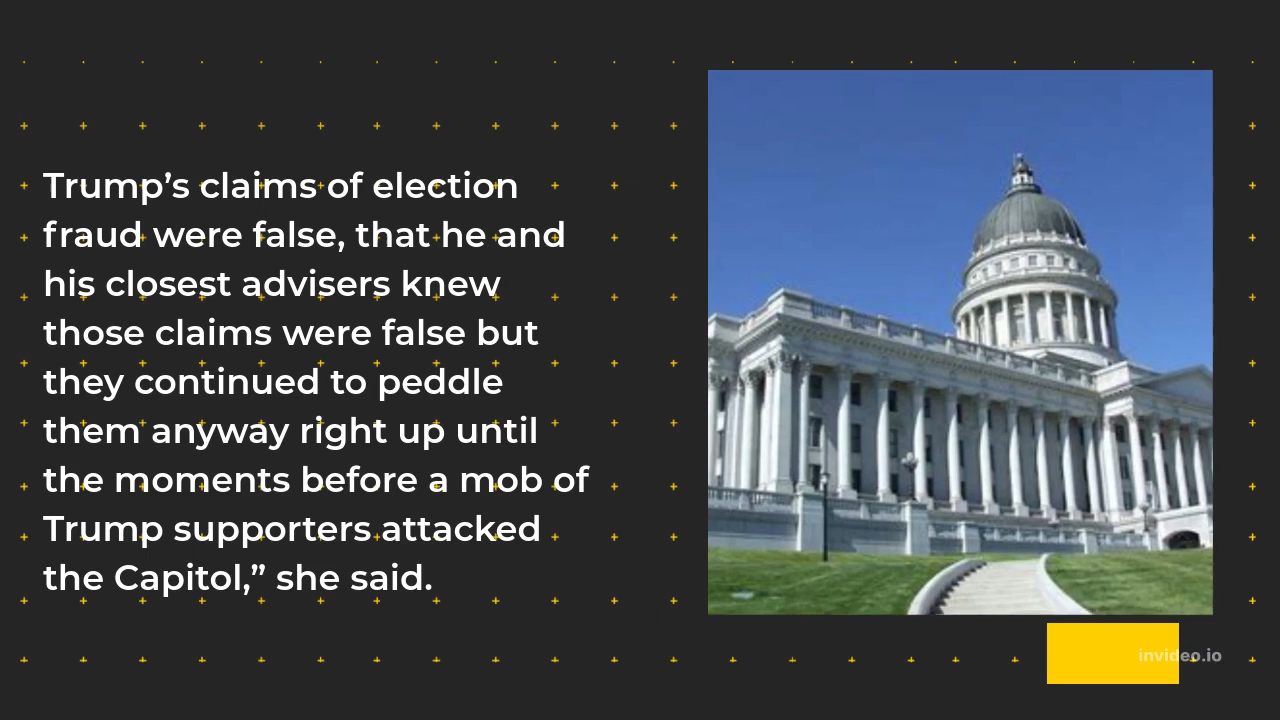 Trump’s claims of election
fraud were false, that he and
his closest advisers knew
those claims were false but
they continued to peddle
them anyway right up until
the moments before a mob of
Trump supporters attacked
the Capitol,” she said.
invideo.io